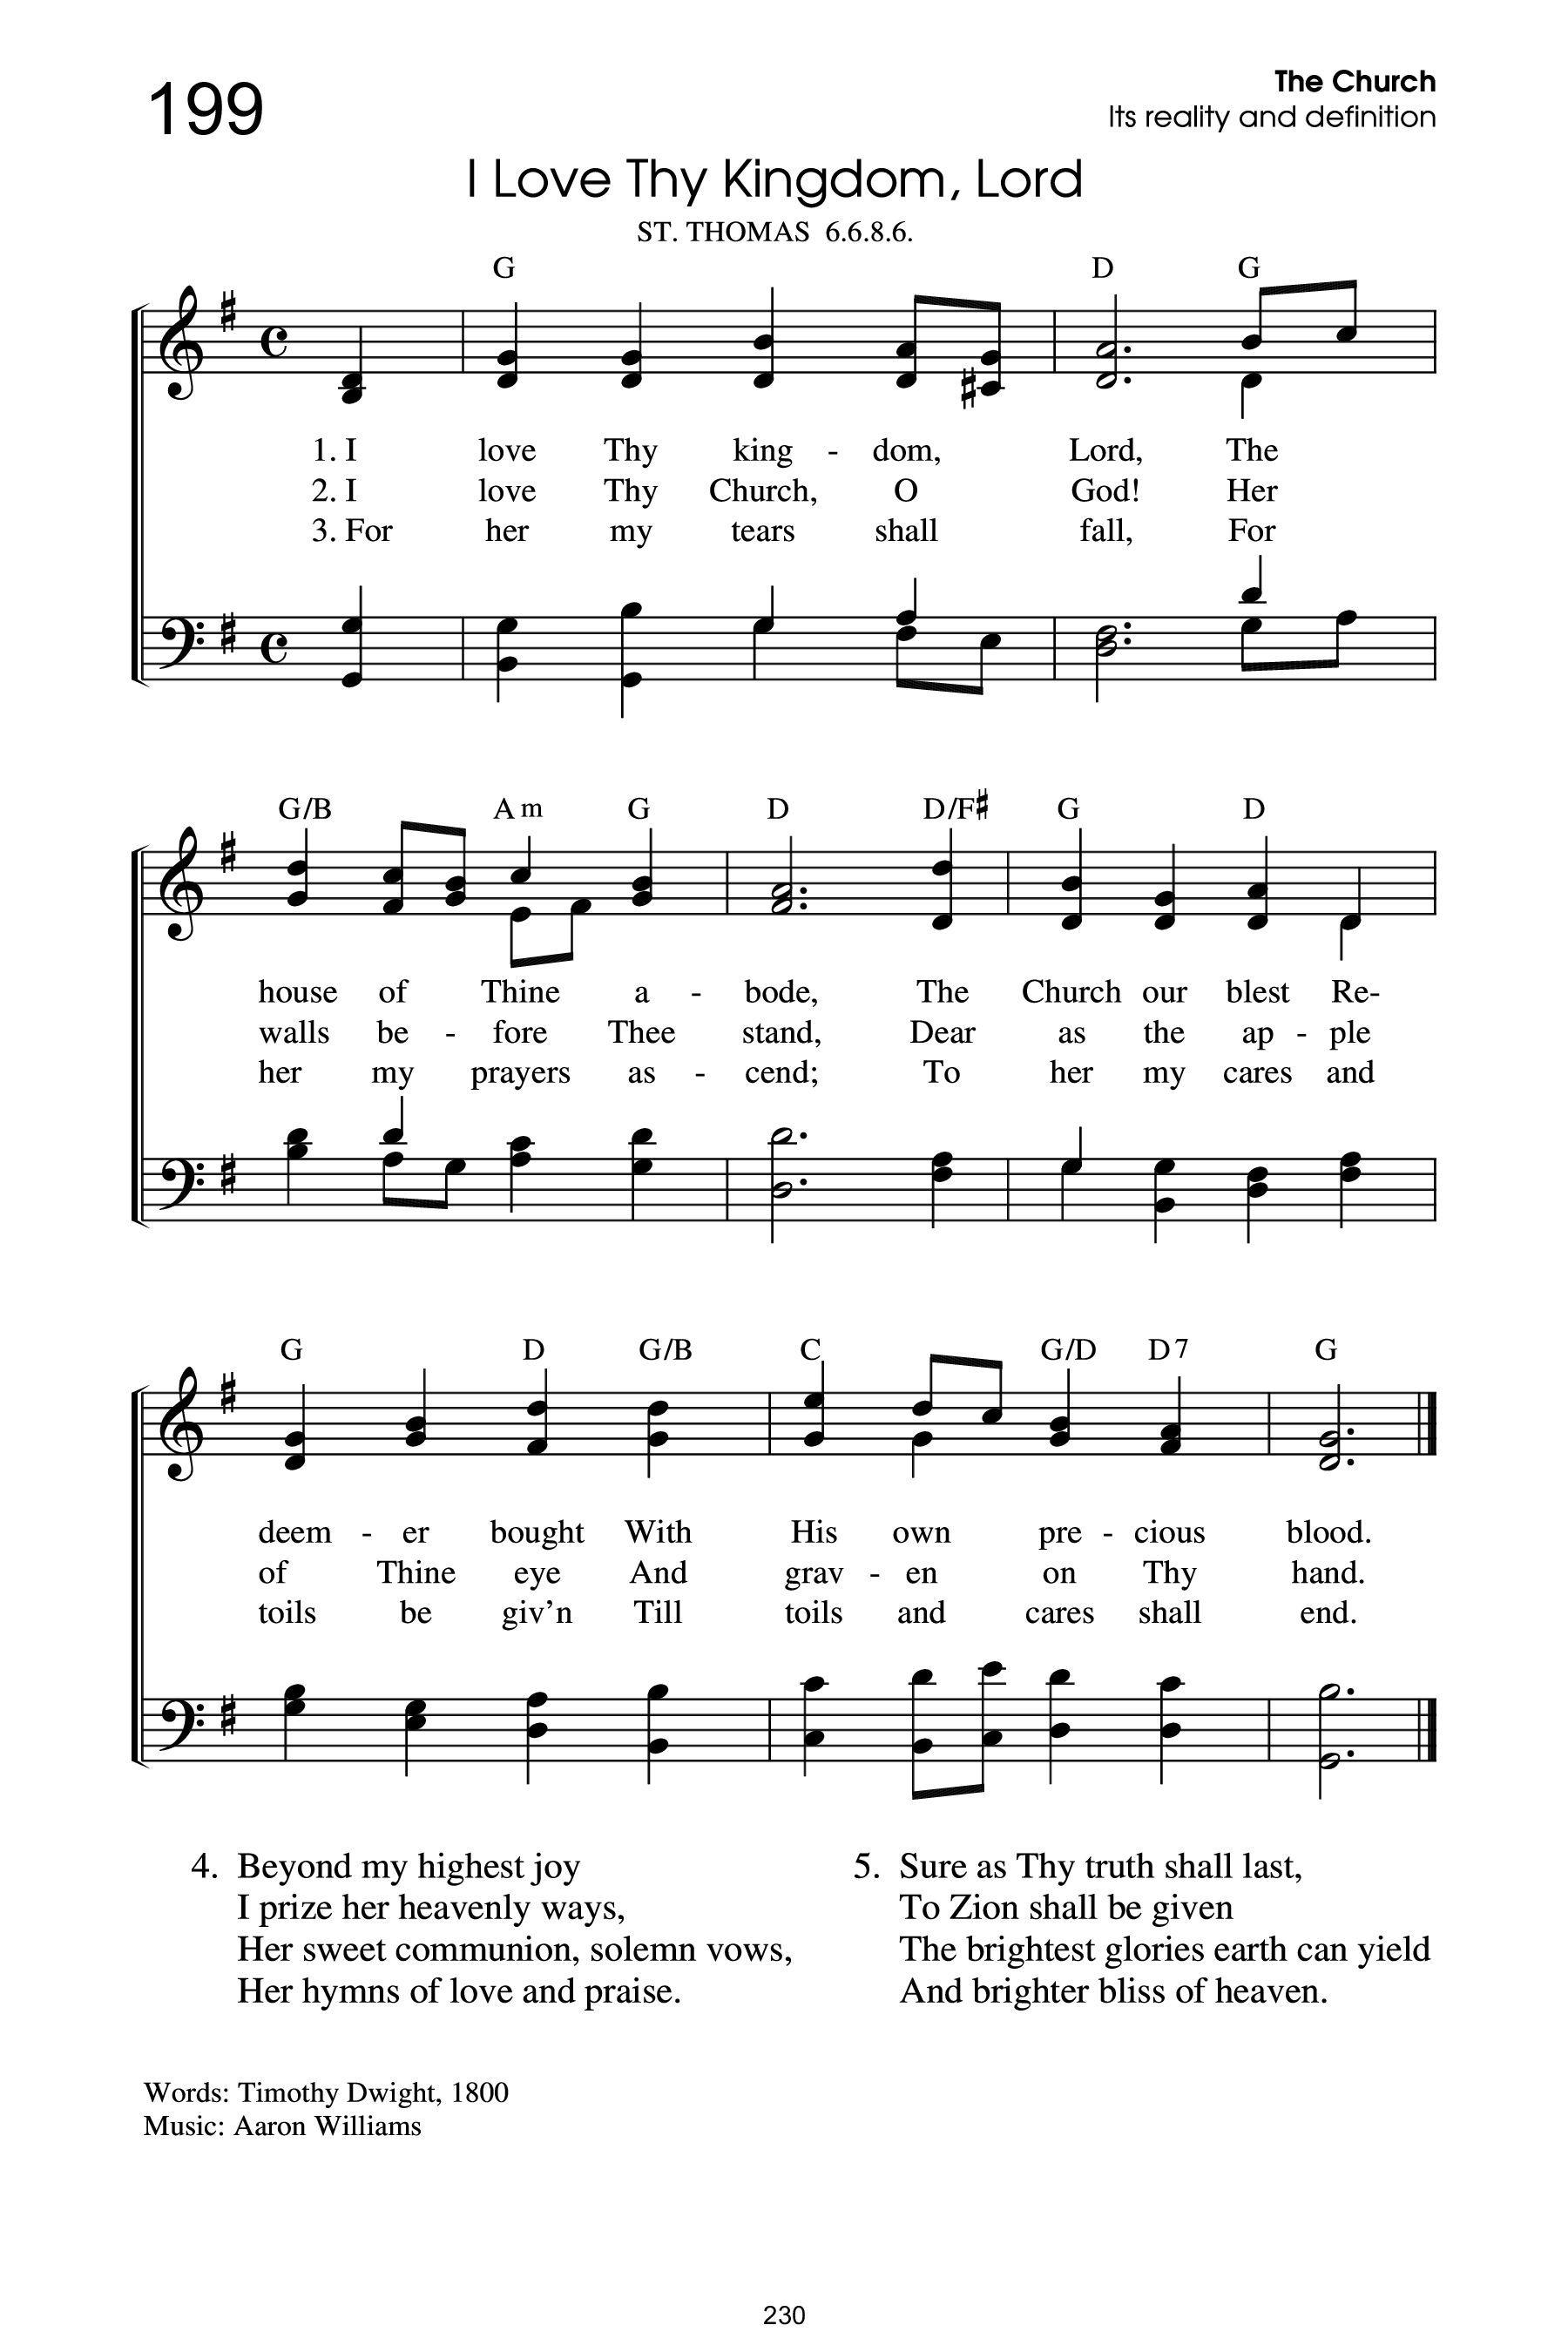 199
The Church
Its reality and definition
I Love Thy Kingdom, Lord
ST. THOMAS 6.6.8.6.
G D G
1. I love Thy king - dom, Lord, The
2. I love Thy Church, O God! Her
3. For her my tears shall fall, For
G/B Am G D D/F♯ G D
house of Thine a - bode, The Church our blest Re-
walls be - fore Thee stand, Dear as the ap - ple
her my prayers as - cend; To her my cares and
G D G/B C G/D D7 G
deem - er bought With His own pre - cious blood.
of Thine eye And grav - en on Thy hand.
toils be giv’n Till toils and cares shall end.
4. Beyond my highest joy
I prize her heavenly ways,
Her sweet communion, solemn vows,
Her hymns of love and praise.
5. Sure as Thy truth shall last,
To Zion shall be given
The brightest glories earth can yield
And brighter bliss of heaven.
Words: Timothy Dwight, 1800
Music: Aaron Williams
230